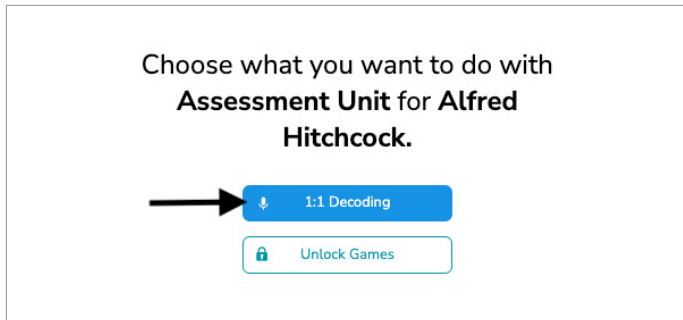 Choose what you want to do with
Assessment Unit for Alfred
Hitchcock.
1:1 Decoding
Unlock Games